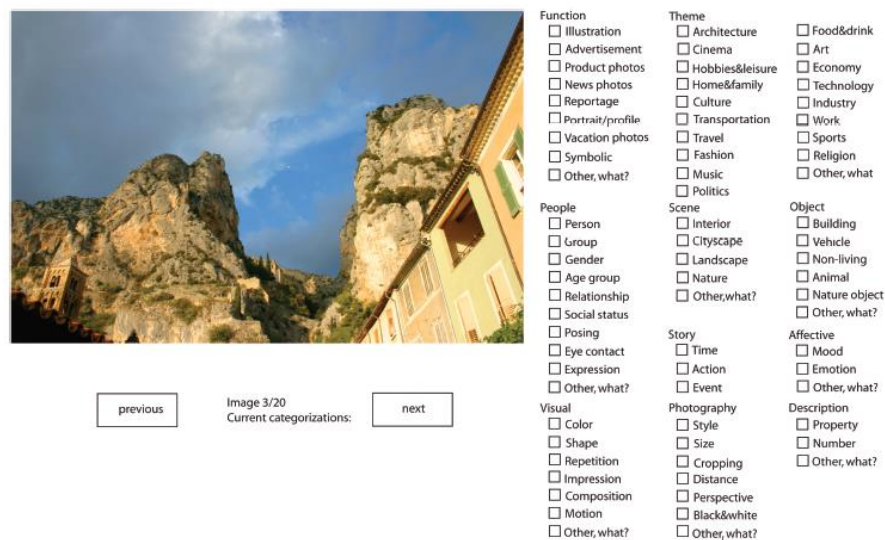 Function
Illustration
Advertisement
Product photos
News photos
Reportage
Portrait/profile
Vacation photos
Symbolic
Other, what?
Theme
Architecture
Cinema
Hobbies&leisure
Home&family
Culture
Transportation
Travel
Fashion
Music
Politics
Food&drink
Art
Economy
Technology
Industry
Work
Sports
Religion
Other, what
People
Person
Group
Gender
Age group
Relationship
Social status
Posing
Eye contact
Expression
Other, what?
Scene
Interior
Cityscape
Landscape
Nature
Other,what?
Object
Building
Vehicle
Non-living
Animal
Nature object
Other, what?
Story
Time
Action
Event
Affective
Mood
Emotion
Other, what?
previous
Image 3/20
Current categorizations:
next
Visual
Color
Shape
Repetition
Impression
Composition
Motion
Other, what?
Photography
Style
Size
Cropping
Distance
Perspective
Black&white
Other, what?
Description
Property
Number
Other, what?